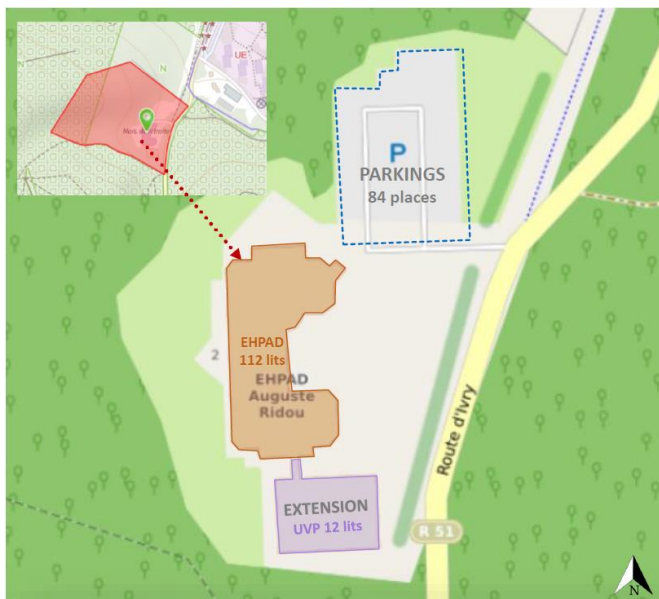 N
UE
N
P
PARKINGS
84 places
EHPAD
112 lits
2
EHPAD
Auguste
Ridou
Route d'Ivry
EXTENSION
UVP 12 lits
R 51
N